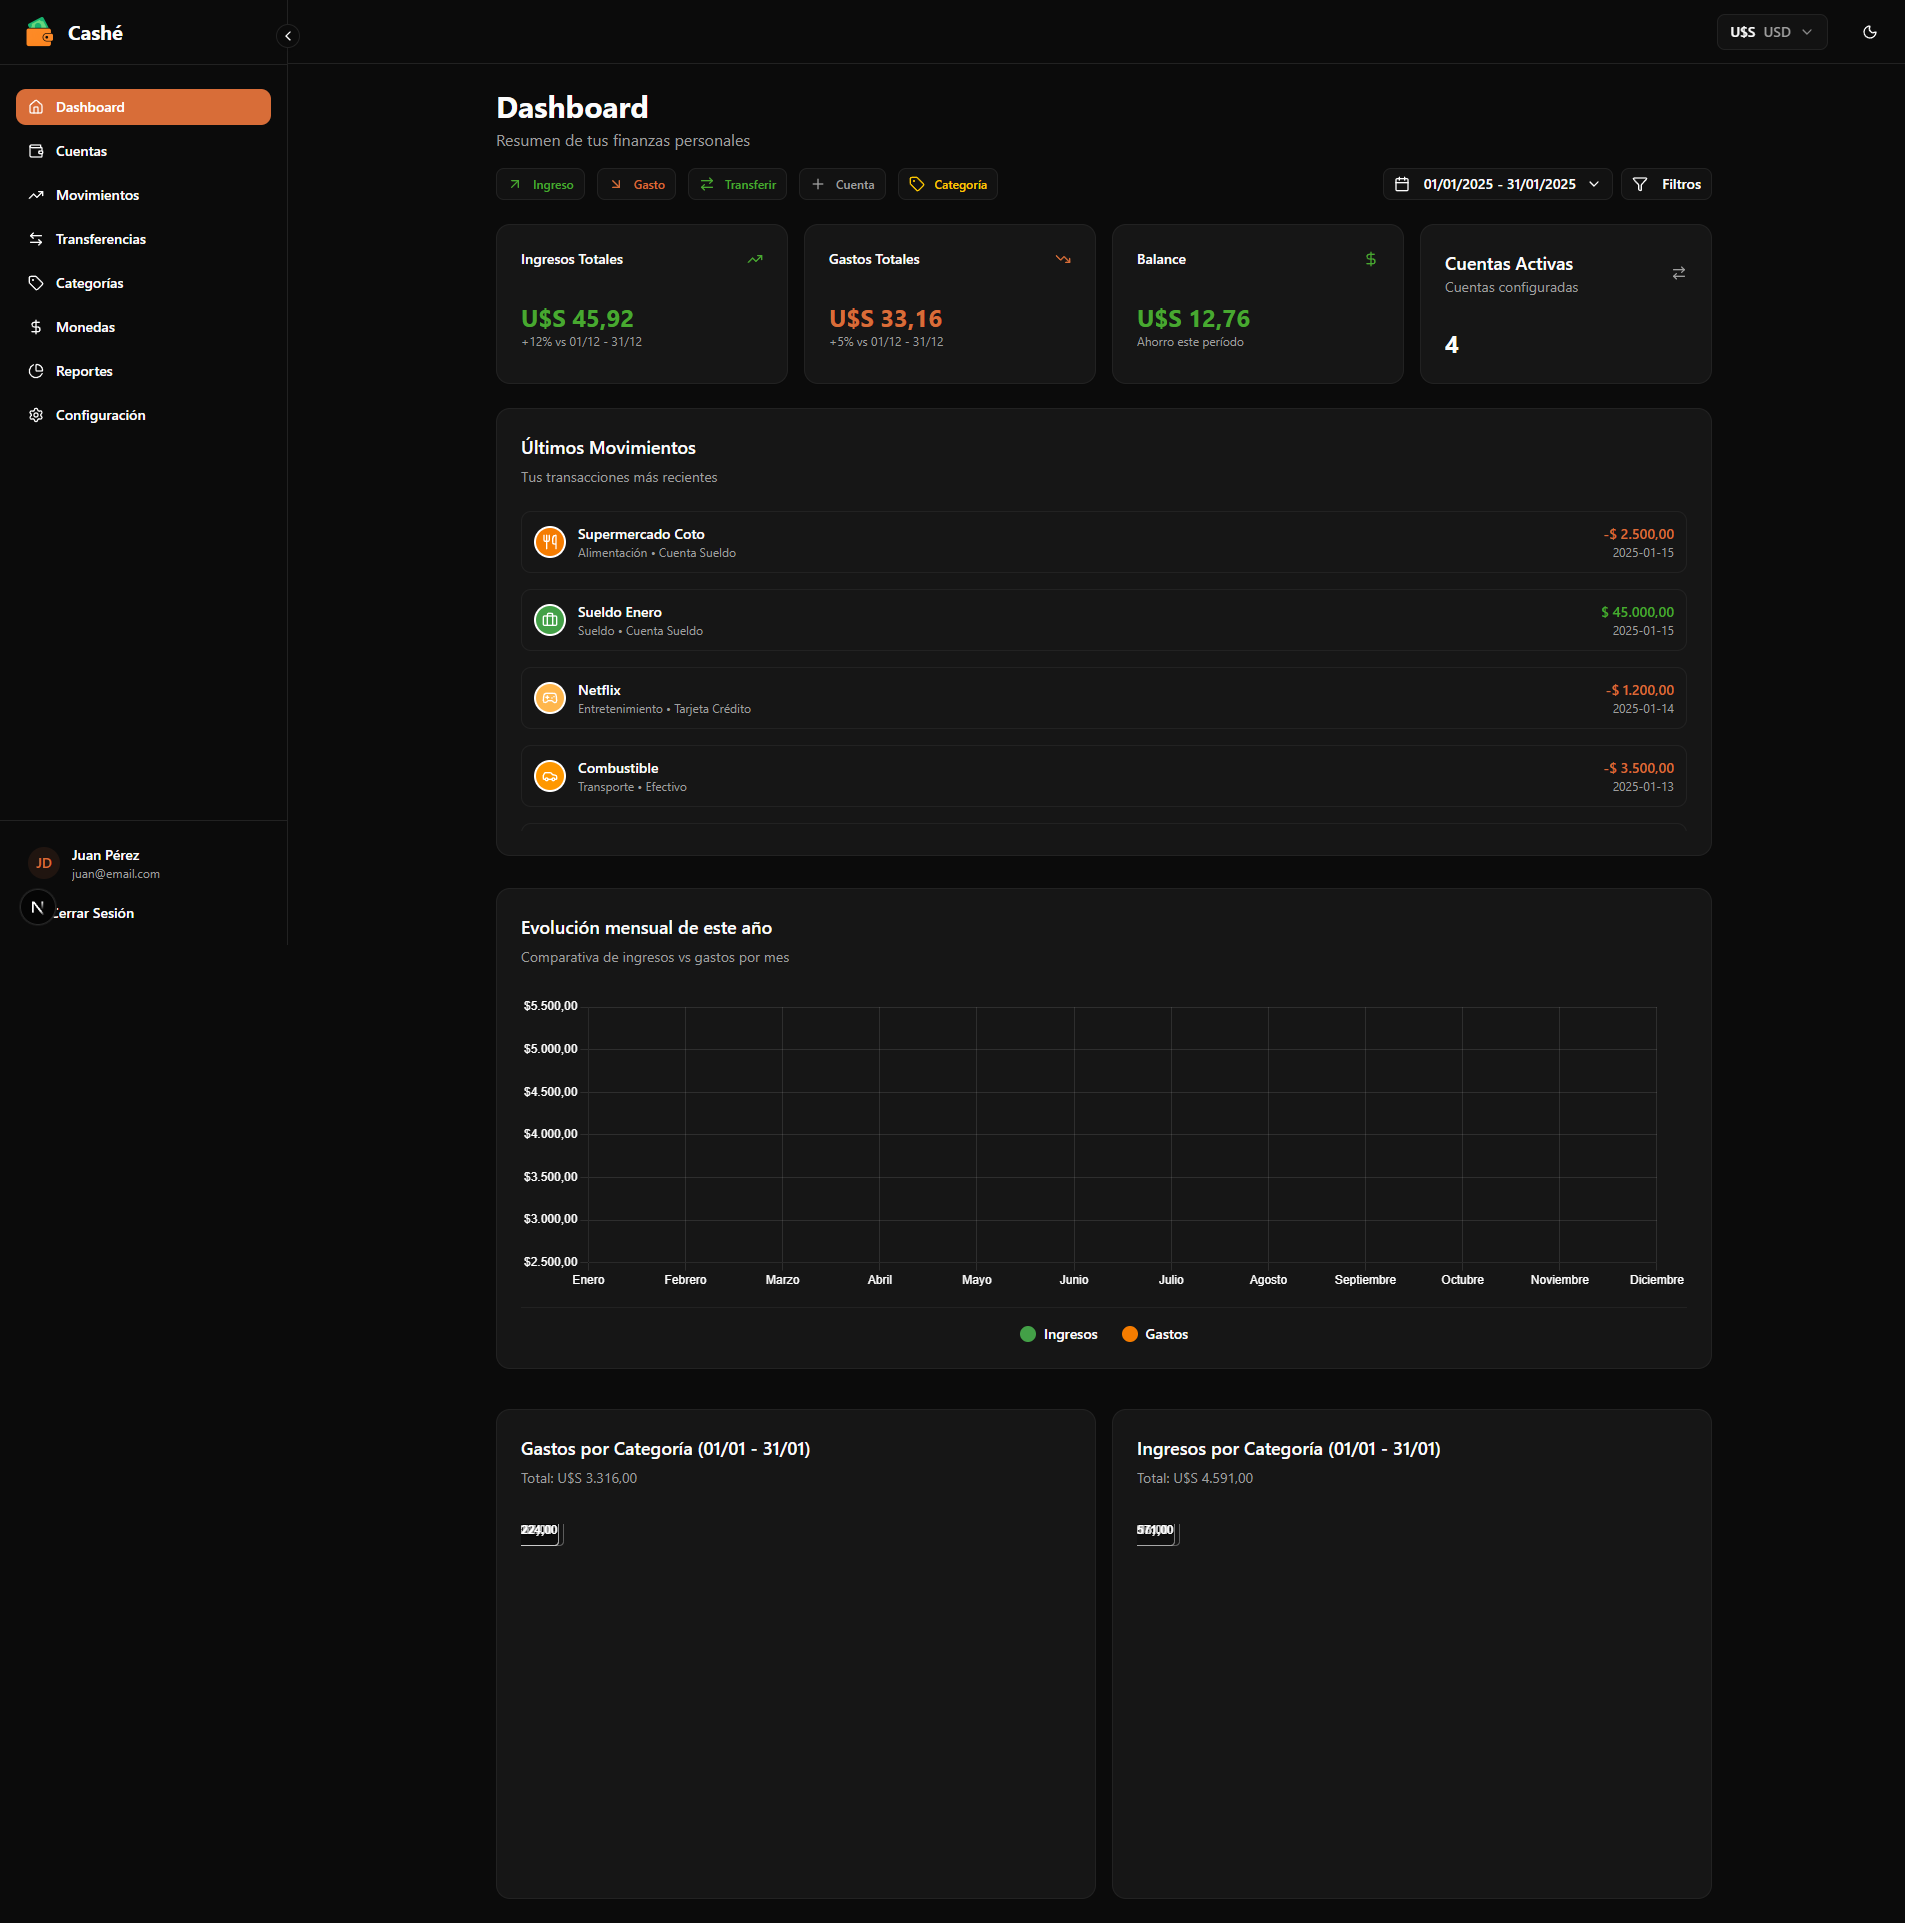 Cashé
U$S USD
Dashboard
Cuentas
Movimientos
Transferencias
Categorías
Monedas
Reportes
Configuración
JD
Juan Pérez
juan@email.com
N
Cerrar Sesión
Dashboard
Resumen de tus finanzas personales
Ingreso
Gasto
Transferir
Cuenta
Categoría
01/01/2025 - 31/01/2025
Filtros
Ingresos Totales
U$S 45,92
+12% vs 01/12 - 31/12
Gastos Totales
U$S 33,16
+5% vs 01/12 - 31/12
Balance
$
U$S 12,76
Ahorro este período
Cuentas Activas
Cuentas configuradas
4
Últimos Movimientos
Tus transacciones más recientes
Supermercado Coto
-$ 2.500,00
Alimentación • Cuenta Sueldo
2025-01-15
Sueldo Enero
$ 45.000,00
Sueldo • Cuenta Sueldo
2025-01-15
Netflix
-$ 1.200,00
Entretenimiento • Tarjeta Crédito
2025-01-14
Combustible
-$ 3.500,00
Transporte • Efectivo
2025-01-13
Evolución mensual de este año
Comparativa de ingresos vs gastos por mes
$5.500,00
$5.000,00
$4.500,00
$4.000,00
$3.500,00
$3.000,00
$2.500,00
Enero Febrero Marzo Abril Mayo Junio Julio Agosto Septiembre Octubre Noviembre Diciembre
Ingresos
Gastos
Gastos por Categoría (01/01 - 31/01)
Total: U$S 3.316,00
Ingresos por Categoría (01/01 - 31/01)
Total: U$S 4.591,00